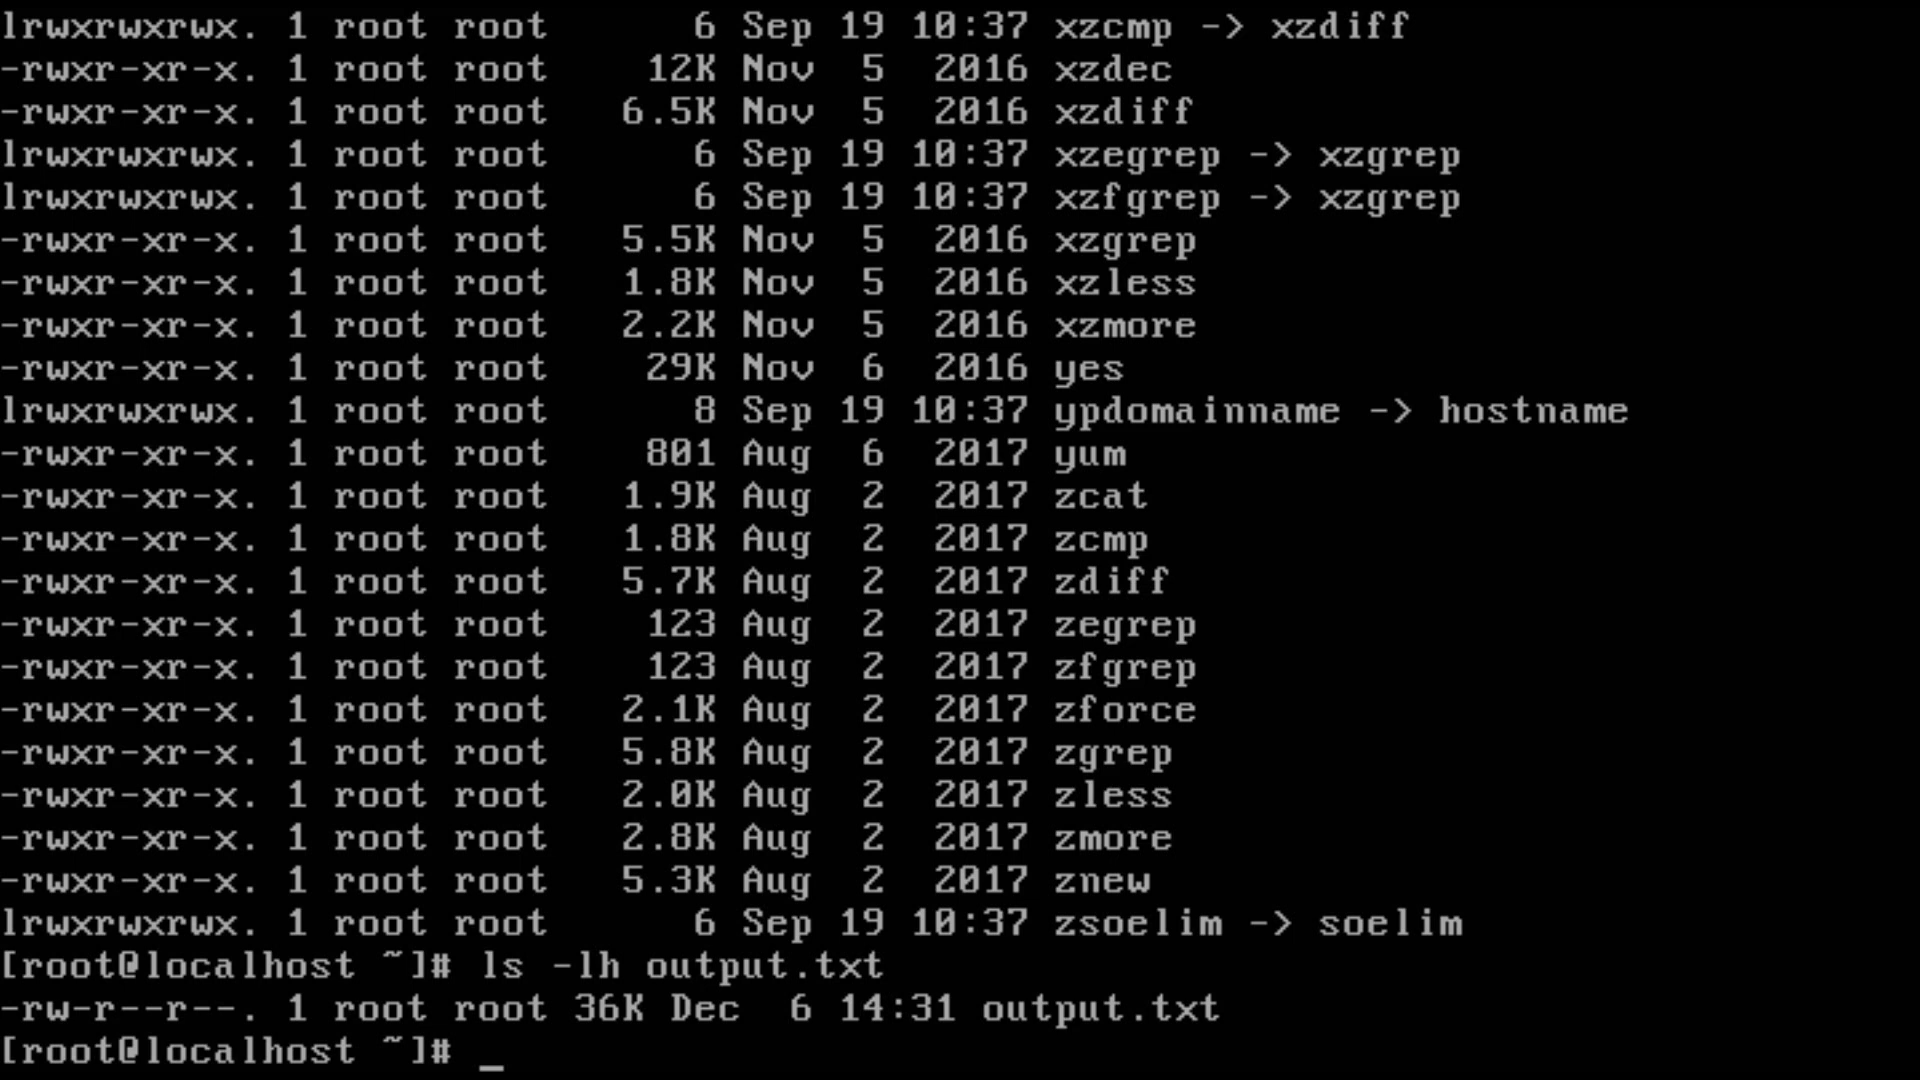 lrwxrwxrwx. 1 root root      6 Sep 19 10:37 xzcmp -> xzdiff
-rwxr-xr-x. 1 root root    12K Nov  5  2016 xzdec
-rwxr-xr-x. 1 root root   6.5K Nov  5  2016 xzdiff
lrwxrwxrwx. 1 root root      6 Sep 19 10:37 xzegrep -> xzgrep
lrwxrwxrwx. 1 root root      6 Sep 19 10:37 xzfgrep -> xzgrep
-rwxr-xr-x. 1 root root   5.5K Nov  5  2016 xzgrep
-rwxr-xr-x. 1 root root   1.8K Nov  5  2016 xzless
-rwxr-xr-x. 1 root root   2.2K Nov  5  2016 xzmore
-rwxr-xr-x. 1 root root    29K Nov  6  2016 yes
lrwxrwxrwx. 1 root root      8 Sep 19 10:37 ypdomainname -> hostname
-rwxr-xr-x. 1 root root    801 Aug  6  2017 yum
-rwxr-xr-x. 1 root root   1.9K Aug  2  2017 zcat
-rwxr-xr-x. 1 root root   1.8K Aug  2  2017 zcmp
-rwxr-xr-x. 1 root root   5.7K Aug  2  2017 zdiff
-rwxr-xr-x. 1 root root    123 Aug  2  2017 zegrep
-rwxr-xr-x. 1 root root    123 Aug  2  2017 zfgrep
-rwxr-xr-x. 1 root root   2.1K Aug  2  2017 zforce
-rwxr-xr-x. 1 root root   5.8K Aug  2  2017 zgrep
-rwxr-xr-x. 1 root root   2.0K Aug  2  2017 zless
-rwxr-xr-x. 1 root root   2.8K Aug  2  2017 zmore
-rwxr-xr-x. 1 root root   5.3K Aug  2  2017 znew
lrwxrwxrwx. 1 root root      6 Sep 19 10:37 zsoelim -> soelim
[root@localhost ~]# ls -lh output.txt
-rw-r--r--. 1 root root 36K Dec  6 14:31 output.txt
[root@localhost ~]# _